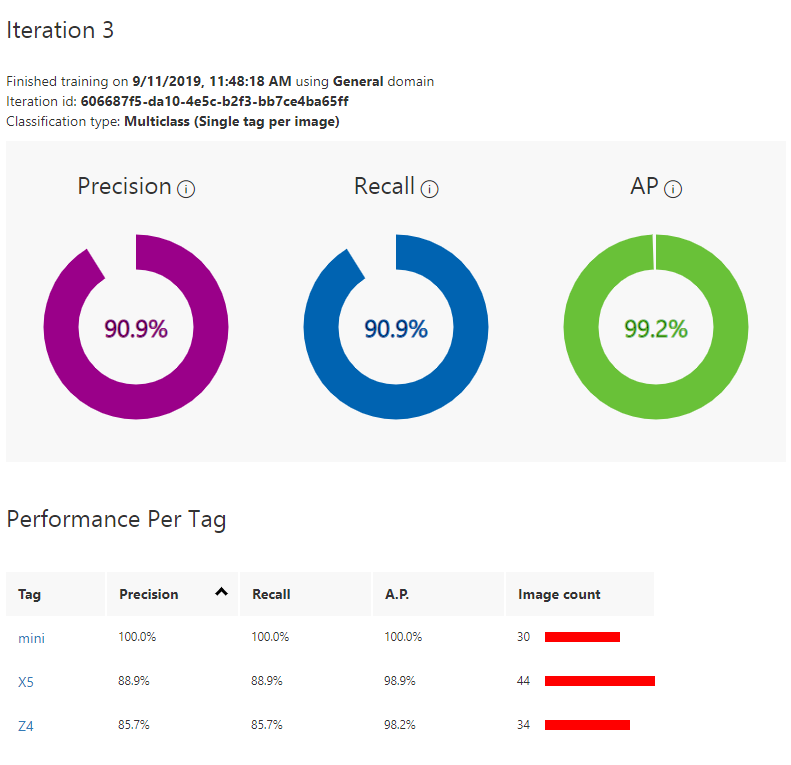 Iteration 3
Finished training on 9/11/2019, 11:48:18 AM using General domain
Iteration id: 606687f5-da10-4e5c-b2f3-bb7ce4ba65ff
Classification type: Multiclass (Single tag per image)
Precision Recall AP
90.9% 90.9% 99.2%
Performance Per Tag
Tag Precision Recall A.P. Image count
mini 100.0% 100.0% 100.0% 30
X5 88.9% 88.9% 98.9% 44
Z4 85.7% 85.7% 98.2% 34